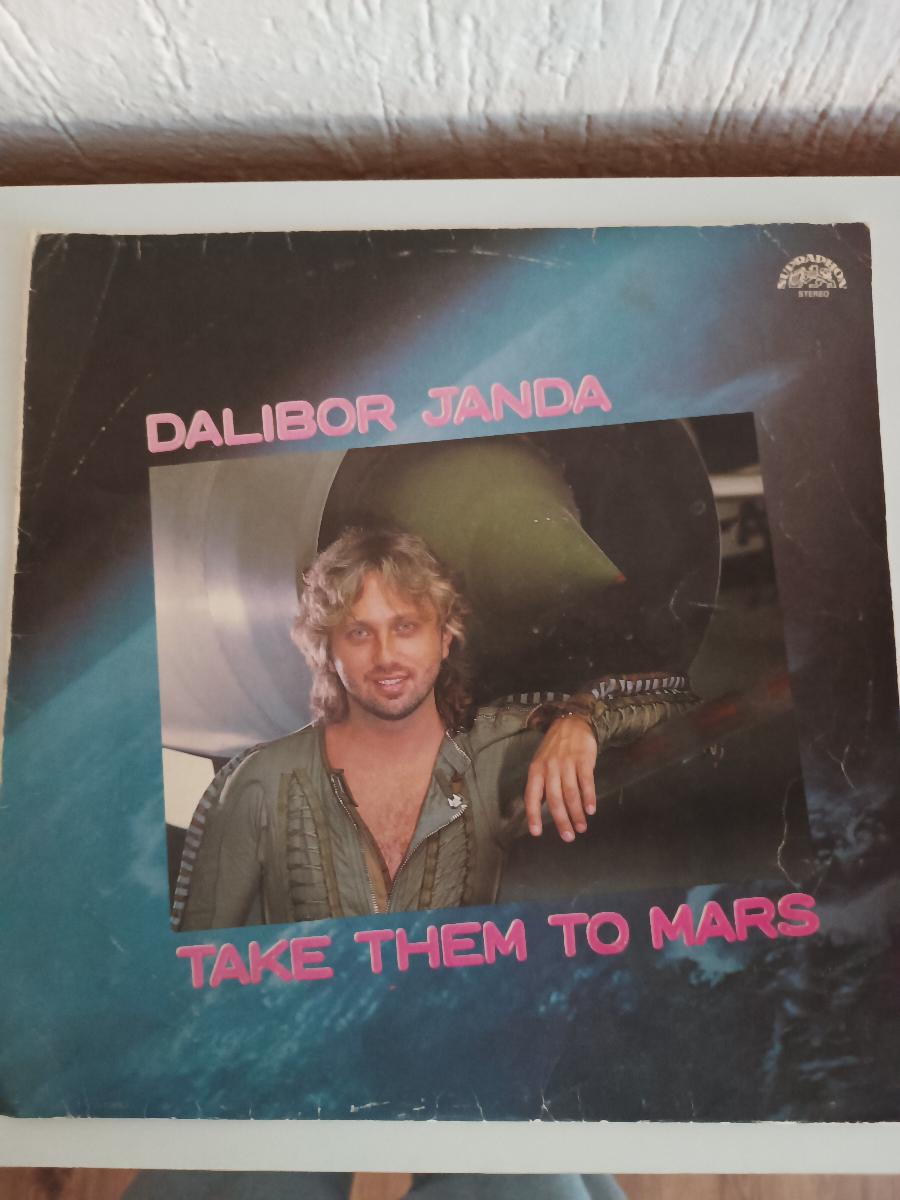 SUPRAPHON
STEREO
DALIBOR JANDA
TAKE THEM TO MARS